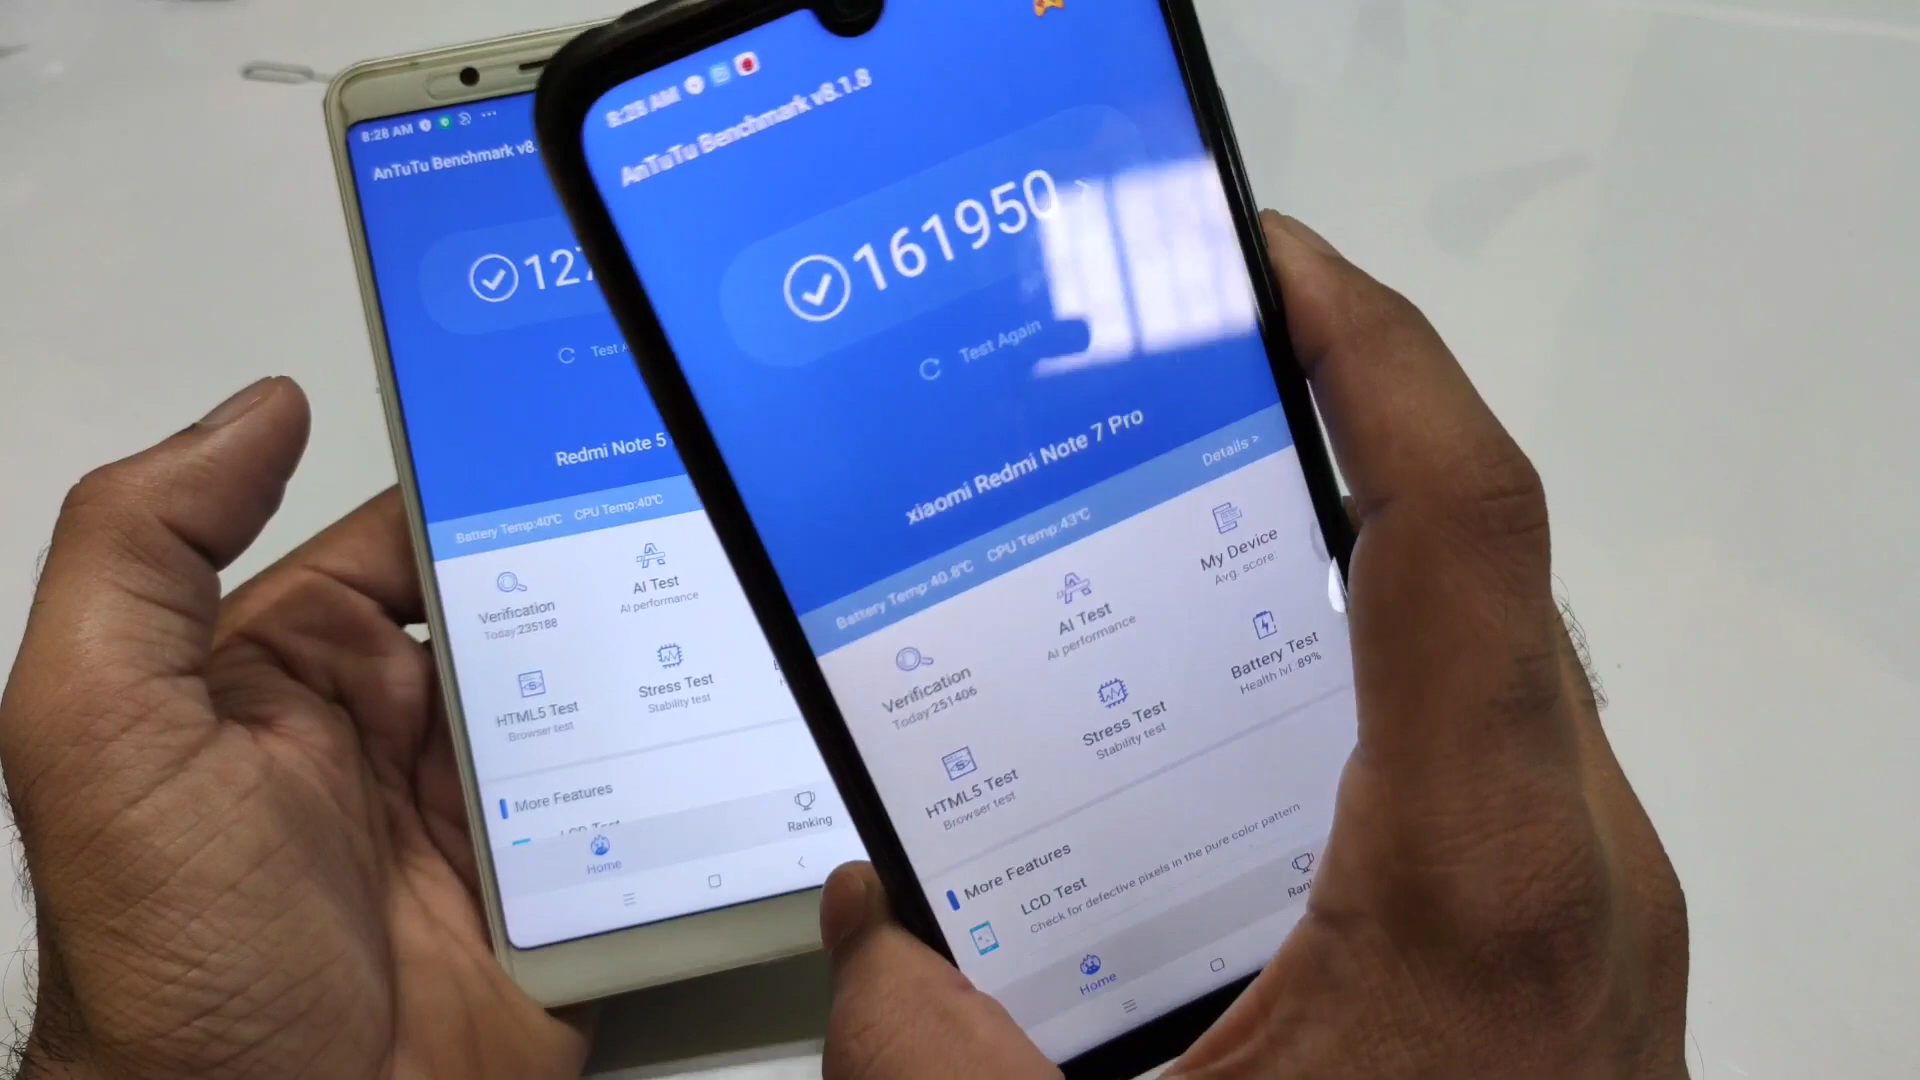 8:28 AM
AnTuTu Benchmark v8.
127
Test A
Redmi Note 5
Battery Temp:40℃ CPU Temp:40℃
Verification
Today:235188
AI Test
AI performance
HTML5 Test
Browser test
Stress Test
Stability test
More Features
LCD Test
Home
Ranking
8:28 AM
AnTuTu Benchmark v8.1.8
161950 >
Test Again
xiaomi Redmi Note 7 Pro
Battery Temp:40.8℃ CPU Temp:43℃
Details >
Verification
Today:251406
AI Test
AI performance
My Device
Avg. score:
HTML5 Test
Browser test
Stress Test
Stability test
Battery Test
Health lvl :89%
More Features
LCD Test
Check for defective pixels in the pure color pattern
Home
Ran